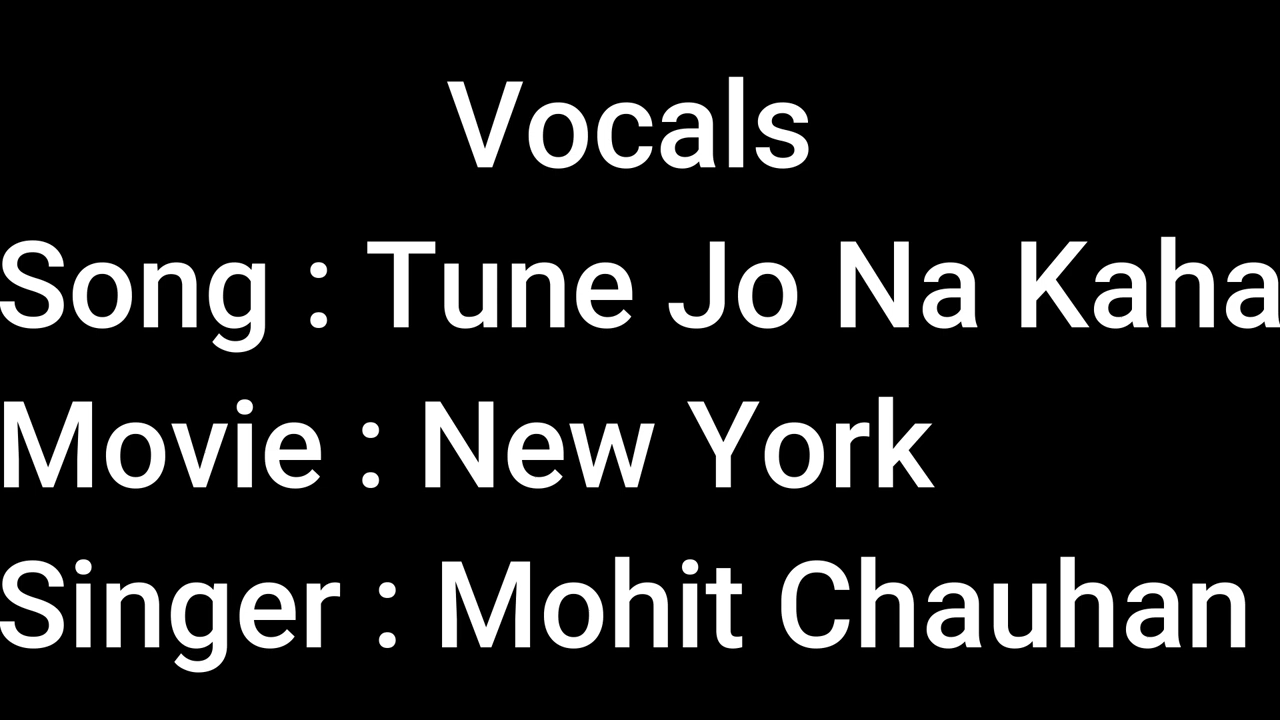 Vocals
Song : Tune Jo Na Kaha
Movie : New York
Singer : Mohit Chauhan